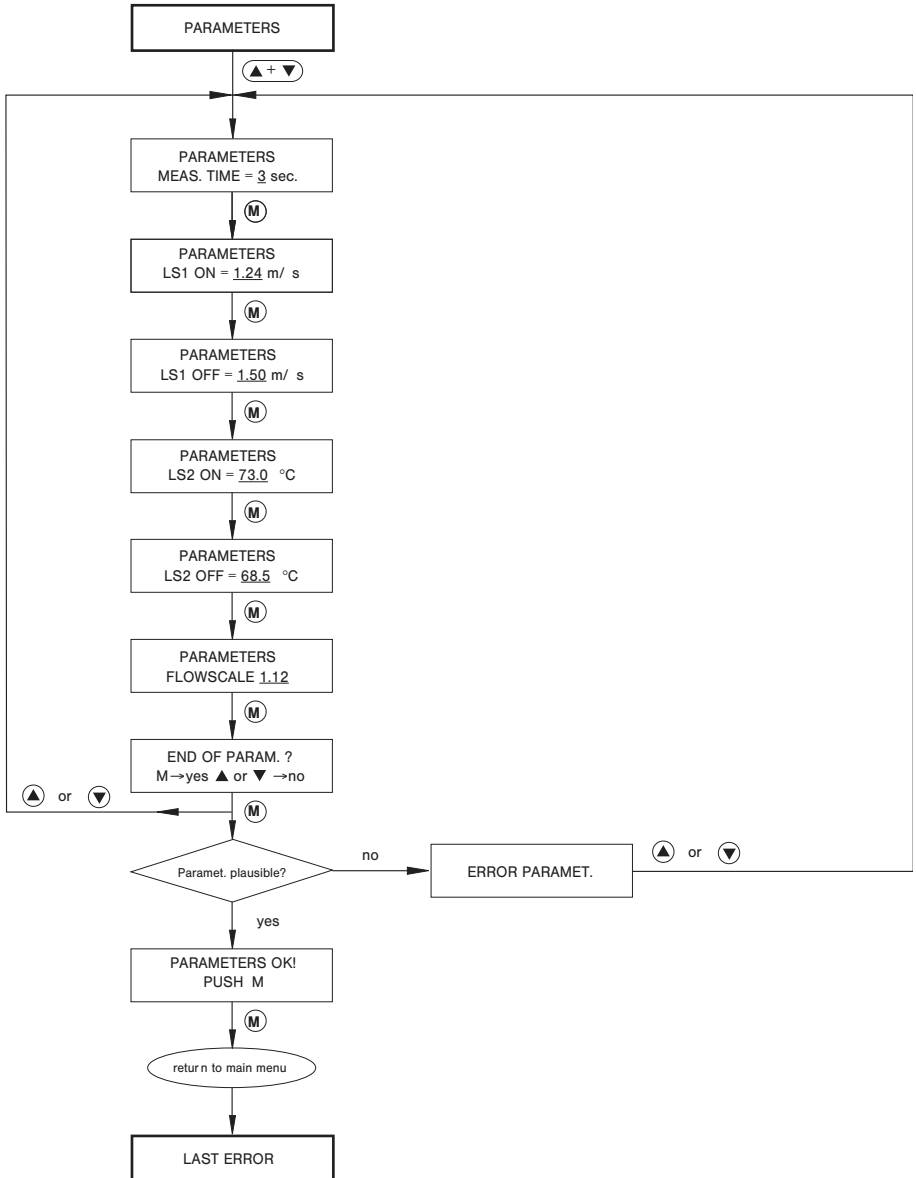 PARAMETERS
▲ + ▼
PARAMETERS
MEAS. TIME = 3 sec.
M
PARAMETERS
LS1 ON = 1.24 m/ s
M
PARAMETERS
LS1 OFF = 1.50 m/ s
M
PARAMETERS
LS2 ON = 73.0 °C
M
PARAMETERS
LS2 OFF = 68.5 °C
M
PARAMETERS
FLOWSCALE 1.12
M
END OF PARAM. ?
M→yes ▲ or ▼ →no
▲ or ▼
M
Paramet. plausible?
no
ERROR PARAMET.
▲ or ▼
yes
PARAMETERS OK!
PUSH M
M
return to main menu
LAST ERROR